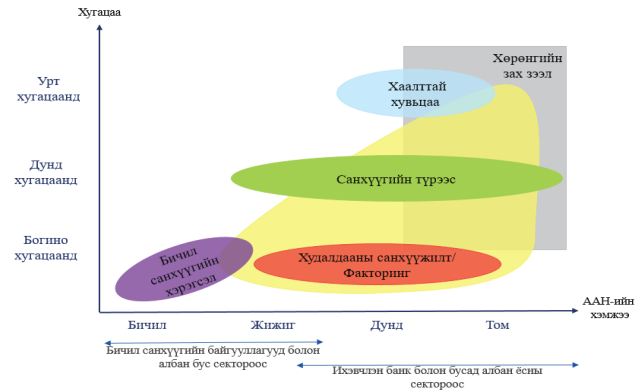 Хугацаа
Урт
хугацаанд
Хөрөнгийн
зах зээл
Хаалттай
хувьцаа
Дунд
хугацаанд
Санхүүгийн түрээс
Богино
хугацаанд
Бичил
санхүүгийн
хэрэгсэл
Худалдааны санхүүжилт/
Факторинг
ААН-ийн
хэмжээ
Бичил
Жижиг
Дунд
Том
Бичил санхүүгийн байгууллагууд болон
албан бус сектороос
Ихэвчлэн банк болон бусад албан ёсны
сектороос